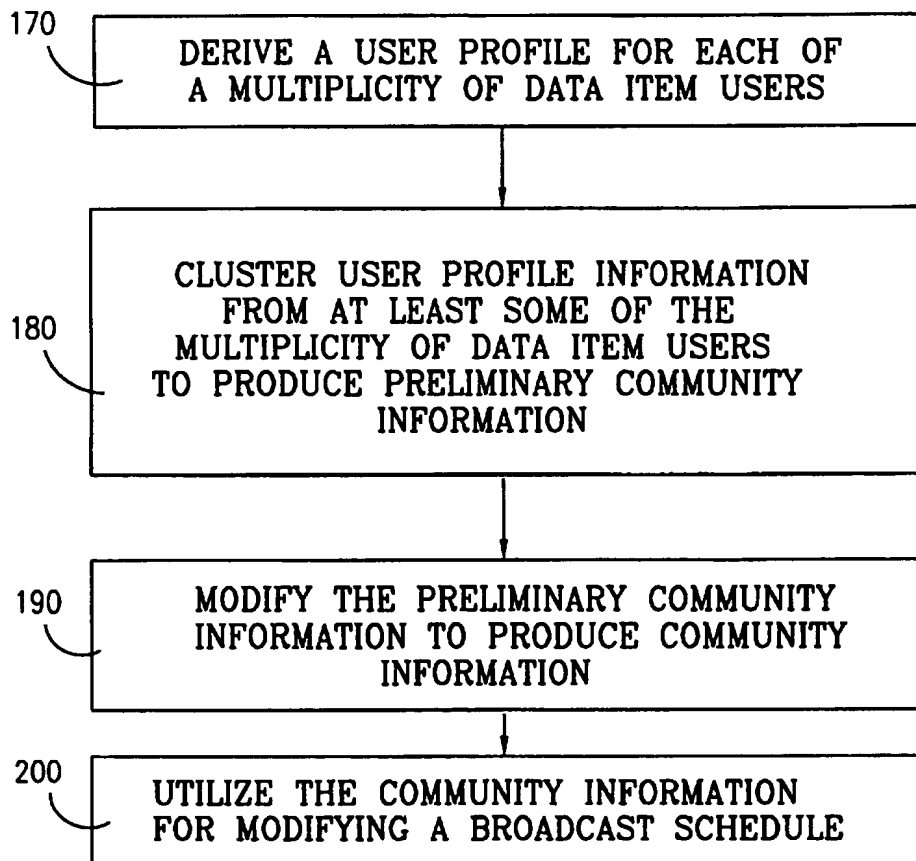 170
DERIVE A USER PROFILE FOR EACH OF
A MULTIPLICITY OF DATA ITEM USERS
180
CLUSTER USER PROFILE INFORMATION
FROM AT LEAST SOME OF THE
MULTIPLICITY OF DATA ITEM USERS
TO PRODUCE PRELIMINARY COMMUNITY
INFORMATION
190
MODIFY THE PRELIMINARY COMMUNITY
INFORMATION TO PRODUCE COMMUNITY
INFORMATION
200
UTILIZE THE COMMUNITY INFORMATION
FOR MODIFYING A BROADCAST SCHEDULE